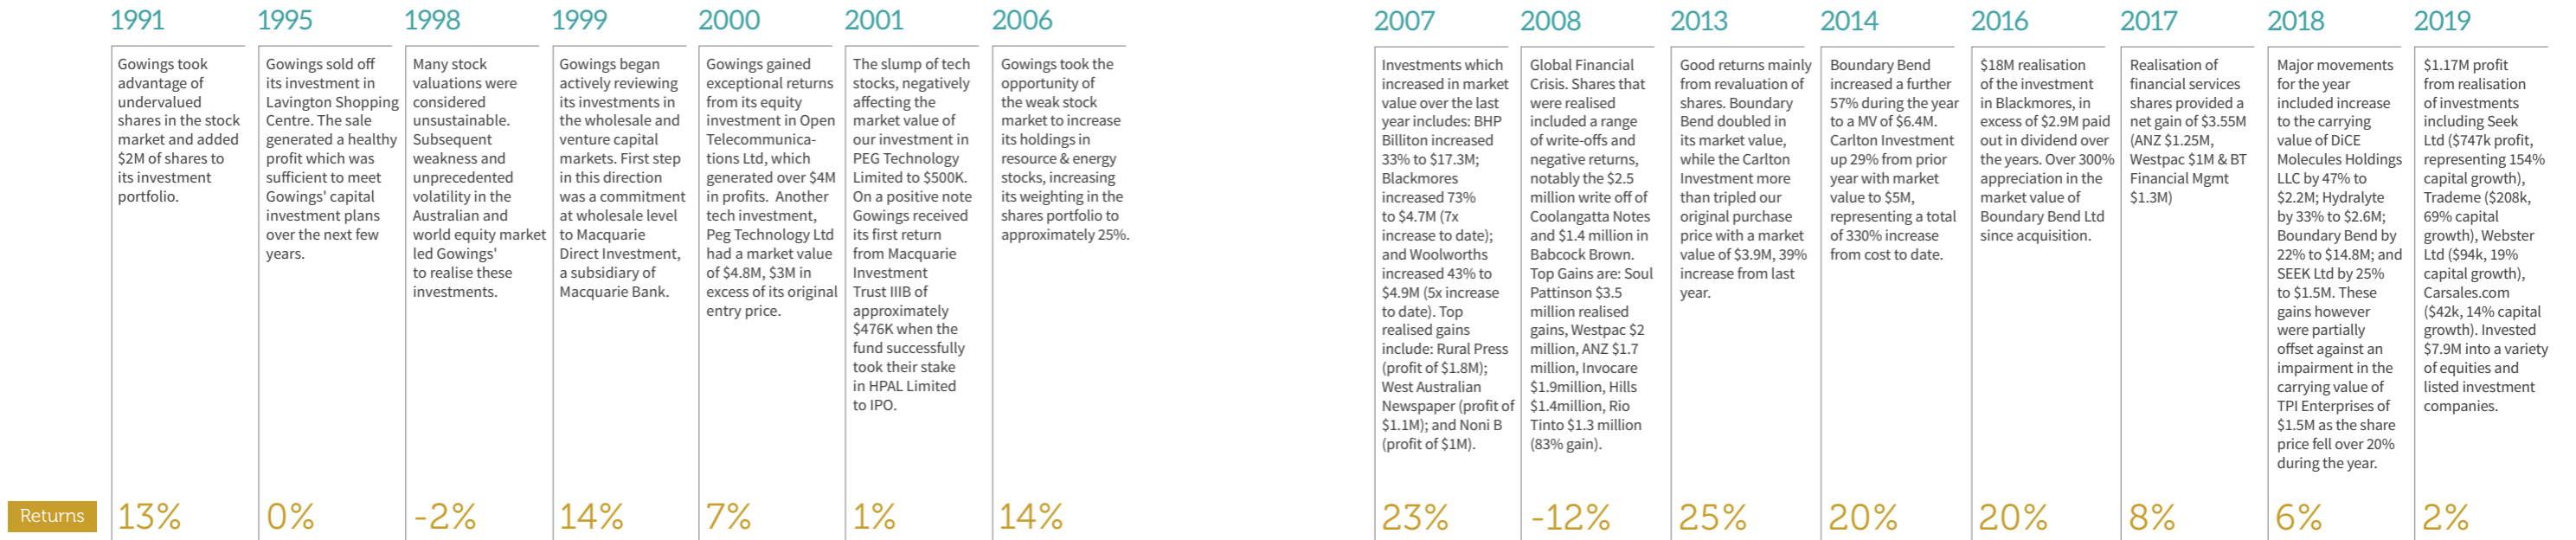 1991
Gowings took
advantage of
undervalued
shares in the stock
market and added
$2M of shares to
its investment
portfolio.
13%
1995
Gowings sold off
its investment in
Lavington Shopping
Centre. The sale
generated a healthy
profit which was
sufficient to meet
Gowings' capital
investment plans
over the next few
years.
0%
1998
Many stock
valuations were
considered
unsustainable.
Subsequent
weakness and
unprecedented
volatility in the
Australian and
world equity market
led Gowings'
to realise these
investments.
-2%
1999
Gowings began
actively reviewing
its investments in
the wholesale and
venture capital
markets. First step
in this direction
was a commitment
at wholesale level
to Macquarie
Direct Investment,
a subsidiary of
Macquarie Bank.
14%
2000
Gowings gained
exceptional returns
from its equity
investment in Open
Telecommunica-
tions Ltd, which
generated over $4M
in profits. Another
tech investment,
Peg Technology Ltd
had a market value
of $4.8M, $3M in
excess of its original
entry price.
7%
2001
The slump of tech
stocks, negatively
affecting the
market value of
our investment in
PEG Technology
Limited to $500K.
On a positive note
Gowings received
its first return
from Macquarie
Investment
Trust IIIB of
approximately
$476K when the
fund successfully
took their stake
in HPAL Limited
to IPO.
1%
2006
Gowings took the
opportunity of
the weak stock
market to increase
its holdings in
resource & energy
stocks, increasing
its weighting in the
shares portfolio to
approximately 25%.
14%
2007
Investments which
increased in market
value over the last
year includes: BHP
Billiton increased
33% to $17.3M;
Blackmores
increased 73%
to $4.7M (7x
increase to date);
and Woolworths
increased 43% to
$4.9M (5x increase
to date). Top
realised gains
include: Rural Press
(profit of $1.8M);
West Australian
Newspaper (profit of
$1.1M); and Noni B
(profit of $1M).
23%
2008
Global Financial
Crisis. Shares that
were realised
included a range
of write-offs and
negative returns,
notably the $2.5
million write off of
Coolangatta Notes
and $1.4 million in
Babcock Brown.
Top Gains are: Soul
Pattinson $3.5
million realised
gains, Westpac $2
million, ANZ $1.7
million, Invocare
$1.9million, Hills
$1.4million, Rio
Tinto $1.3 million
(83% gain).
-12%
2013
Good returns mainly
from revaluation of
shares. Boundary
Bend doubled in
its market value,
while the Carlton
Investment more
than tripled our
original purchase
price with a market
value of $3.9M, 39%
increase from last
year.
25%
2014
Boundary Bend
increased a further
57% during the year
to a MV of $6.4M.
Carlton Investment
up 29% from prior
year with market
value to $5M,
representing a total
of 330% increase
from cost to date.
20%
2016
$18M realisation
of the investment
in Blackmores, in
excess of $2.9M paid
out in dividend over
the years. Over 300%
appreciation in the
market value of
Boundary Bend Ltd
since acquisition.
20%
2017
Realisation of
financial services
shares provided a
net gain of $3.55M
(ANZ $1.25M,
Westpac $1M & BT
Financial Mgmt
$1.3M)
8%
2018
Major movements
for the year
included increase
to the carrying
value of DiCE
Molecules Holdings
LLC by 47% to
$2.2M; Hydralyte
by 33% to $2.6M;
Boundary Bend by
22% to $14.8M; and
SEEK Ltd by 25%
to $1.5M. These
gains however
were partially
offset against an
impairment in the
carrying value of
TPI Enterprises of
$1.5M as the share
price fell over 20%
during the year.
6%
2019
$1.17M profit
from realisation
of investments
including Seek
Ltd ($747k profit,
representing 154%
capital growth),
Trademe ($208k,
69% capital
growth), Webster
Ltd ($94k, 19%
capital growth),
Carsales.com
($42k, 14% capital
growth). Invested
$7.9M into a variety
of equities and
listed investment
companies.
2%
Returns